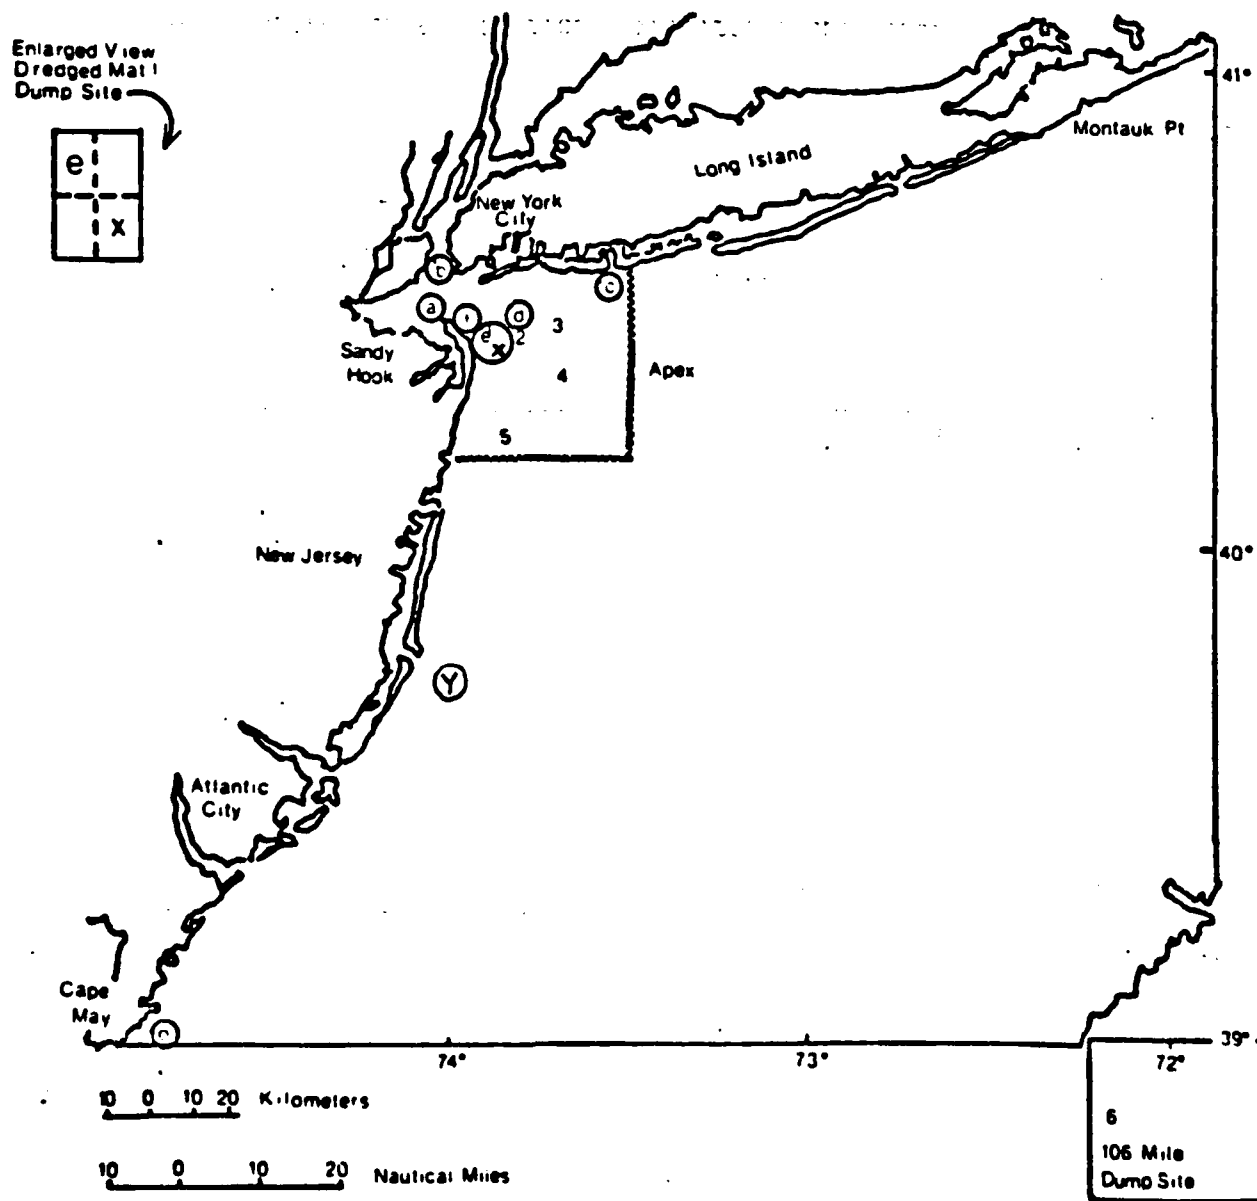 Enlarged View
Dredged Mat'l
Dump Site
e
x
41°
Montauk Pt
Long Island
New York
City
b
a
f
d
c
e
x
2
3
Sandy
Hook
4
Apex
5
New Jersey
40°
Y
Atlantic
City
Cape
May
74°
73°
72°
39°
10 0 10 20 Kilometers
10 0 10 20 Nautical Miles
6
106 Mile
Dump Site